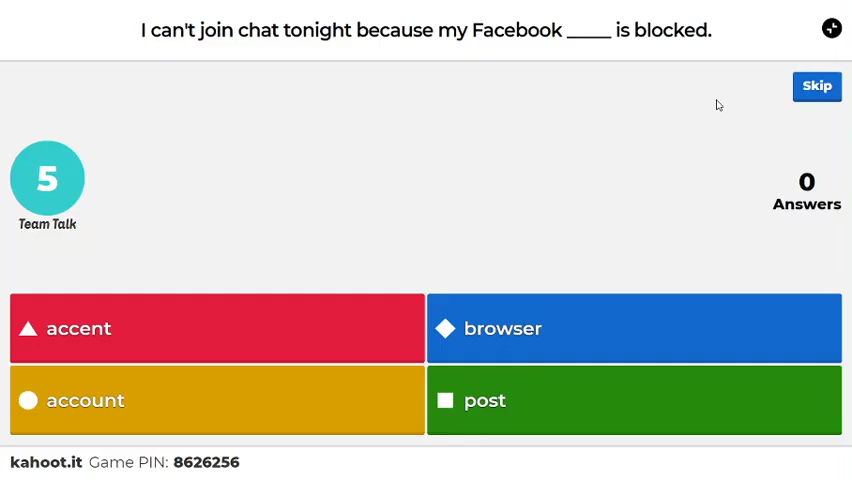 I can't join chat tonight because my Facebook _____ is blocked.
Skip
5
Team Talk
0
Answers
accent
browser
account
post
kahoot.it Game PIN: 8626256